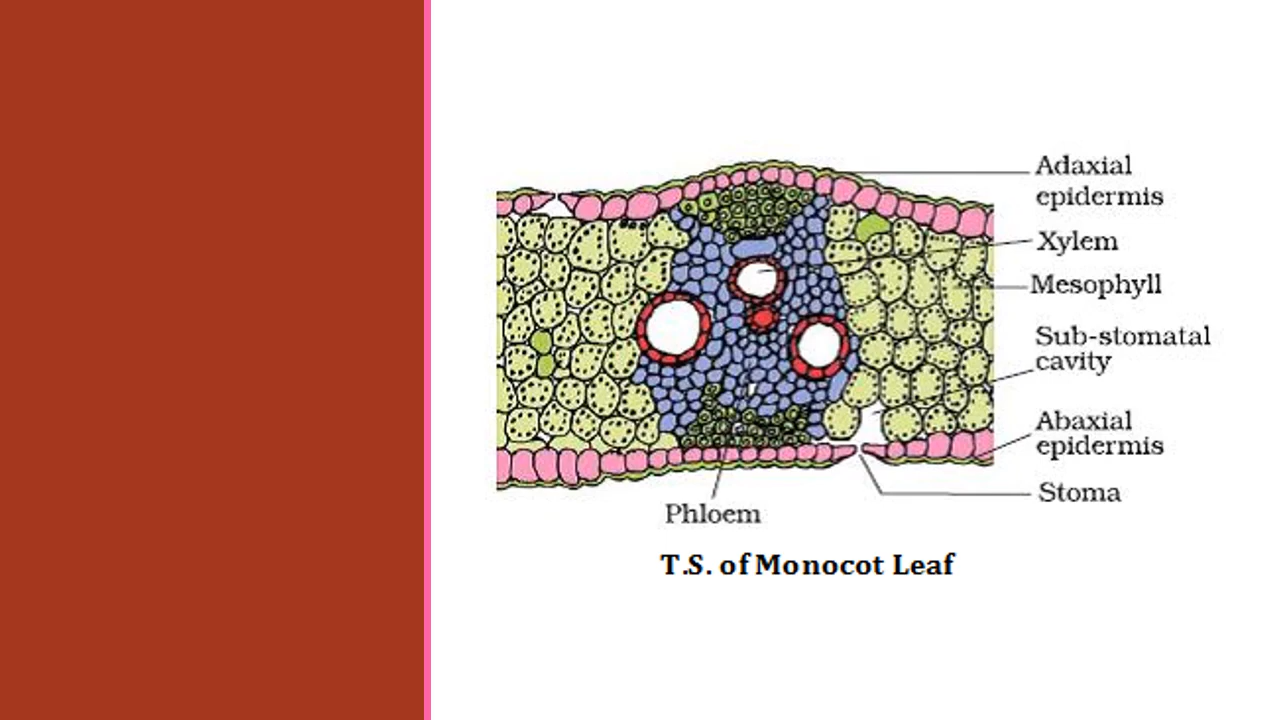 Adaxial
epidermis
Xylem
Mesophyll
Sub-stomatal
cavity
Abaxial
epidermis
Stoma
Phloem
T.S. of Monocot Leaf